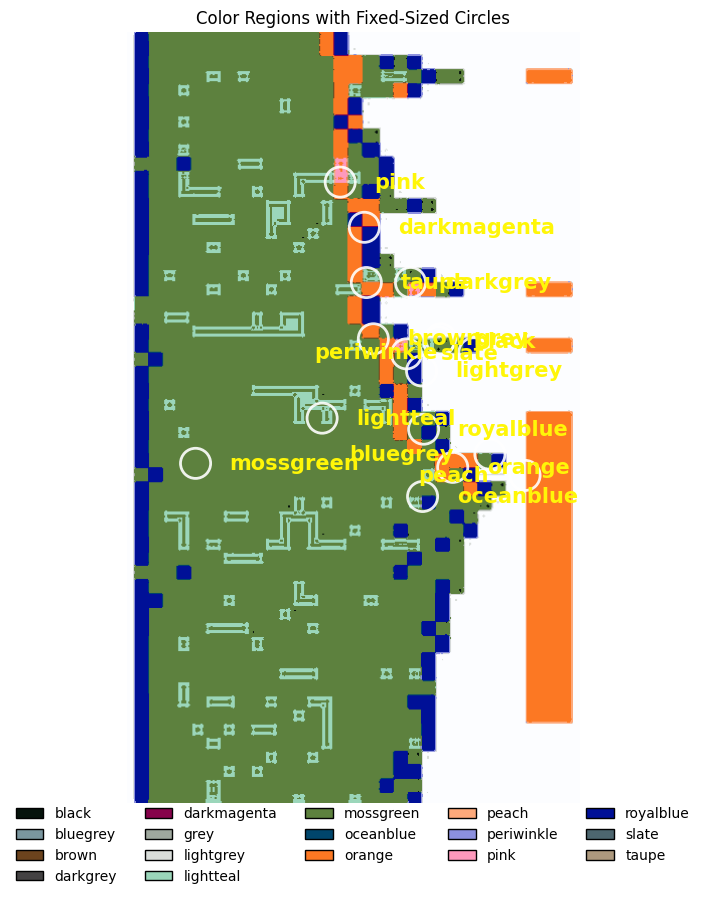 Color Regions with Fixed-Sized Circles
pink
darkmagenta
taupe
darkgrey
brown
grey
black
periwinkle
slate
lightgrey
lightteal
royalblue
bluegrey
mossgreen
orange
peach
oceanblue
black
darkmagenta
mossgreen
peach
royalblue
bluegrey
grey
oceanblue
periwinkle
slate
brown
lightgrey
orange
pink
taupe
darkgrey
lightteal